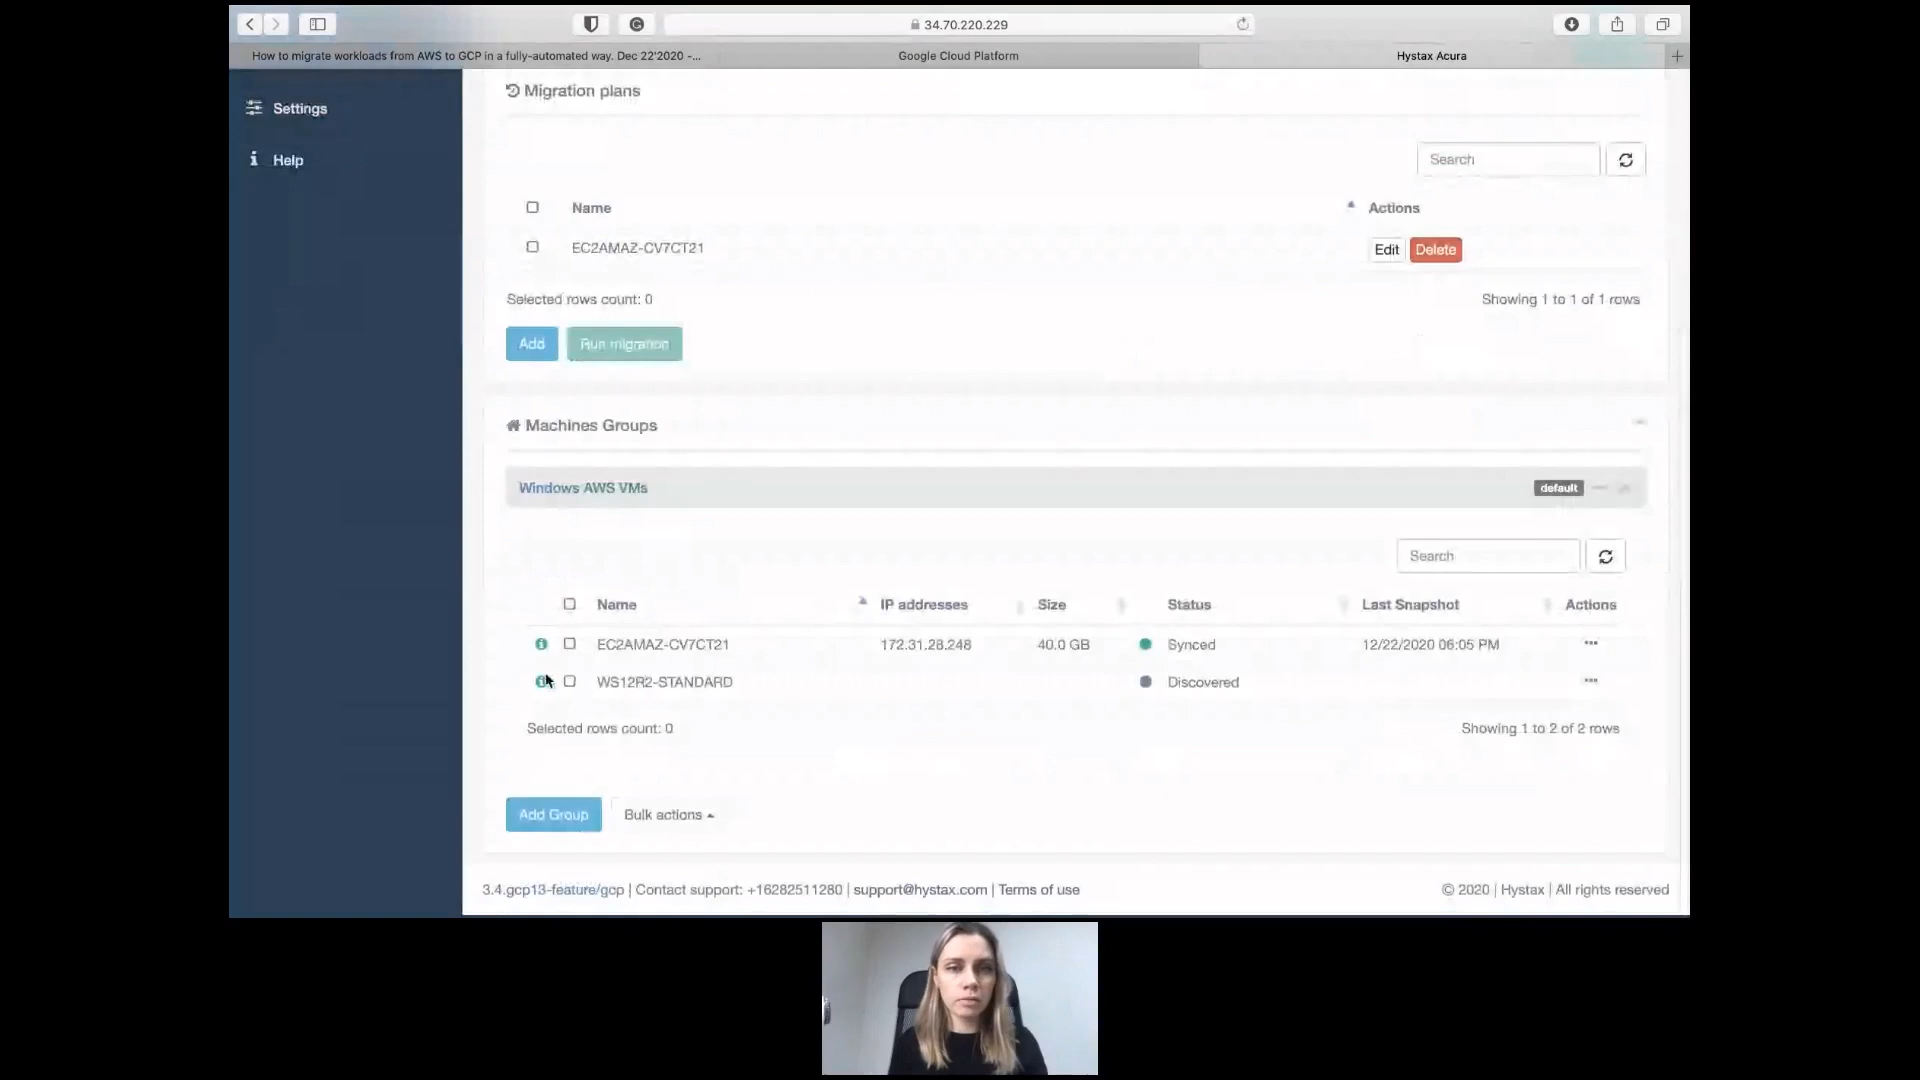 34.70.220.229
How to migrate workloads from AWS to GCP in a fully-automated way. Dec 22'2020 -...
Google Cloud Platform
Hystax Acura
Settings
Help
Migration plans
Search
Name
Actions
EC2AMAZ-CV7CT21
Edit
Delete
Selected rows count: 0
Showing 1 to 1 of 1 rows
Add
Run migration
Machines Groups
Windows AWS VMs
default
Search
Name
IP addresses
Size
Status
Last Snapshot
Actions
EC2AMAZ-CV7CT21
172.31.28.248
40.0 GB
Synced
12/22/2020 06:05 PM
WS12R2-STANDARD
Discovered
Selected rows count: 0
Showing 1 to 2 of 2 rows
Add Group
Bulk actions
3.4.gcp13-feature/gcp | Contact support: +16282511280 | support@hystax.com | Terms of use
© 2020 | Hystax | All rights reserved